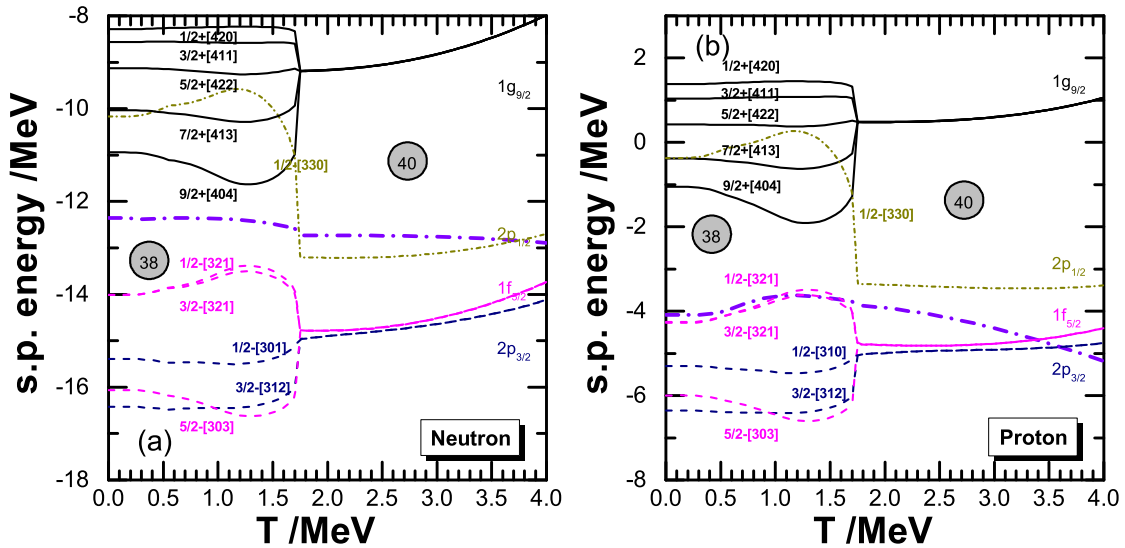 (a)
s.p. energy /MeV
-8
-10
-12
-14
-16
-18
1/2+[420]
3/2+[411]
5/2+[422]
7/2+[413]
9/2+[404]
1g9/2
1/2-[330]
40
38
2p1/2
1/2-[321]
3/2-[321]
1f5/2
1/2-[301]
2p3/2
3/2-[312]
5/2-[303]
Neutron
0.0 0.5 1.0 1.5 2.0 2.5 3.0 3.5 4.0
T /MeV
(b)
s.p. energy /MeV
2
0
-2
-4
-6
-8
1/2+[420]
3/2+[411]
5/2+[422]
7/2+[413]
9/2+[404]
1g9/2
1/2-[330]
40
38
2p1/2
1/2-[321]
3/2-[321]
1f5/2
1/2-[310]
2p3/2
3/2-[312]
5/2-[303]
Proton
0.0 0.5 1.0 1.5 2.0 2.5 3.0 3.5 4.0
T /MeV